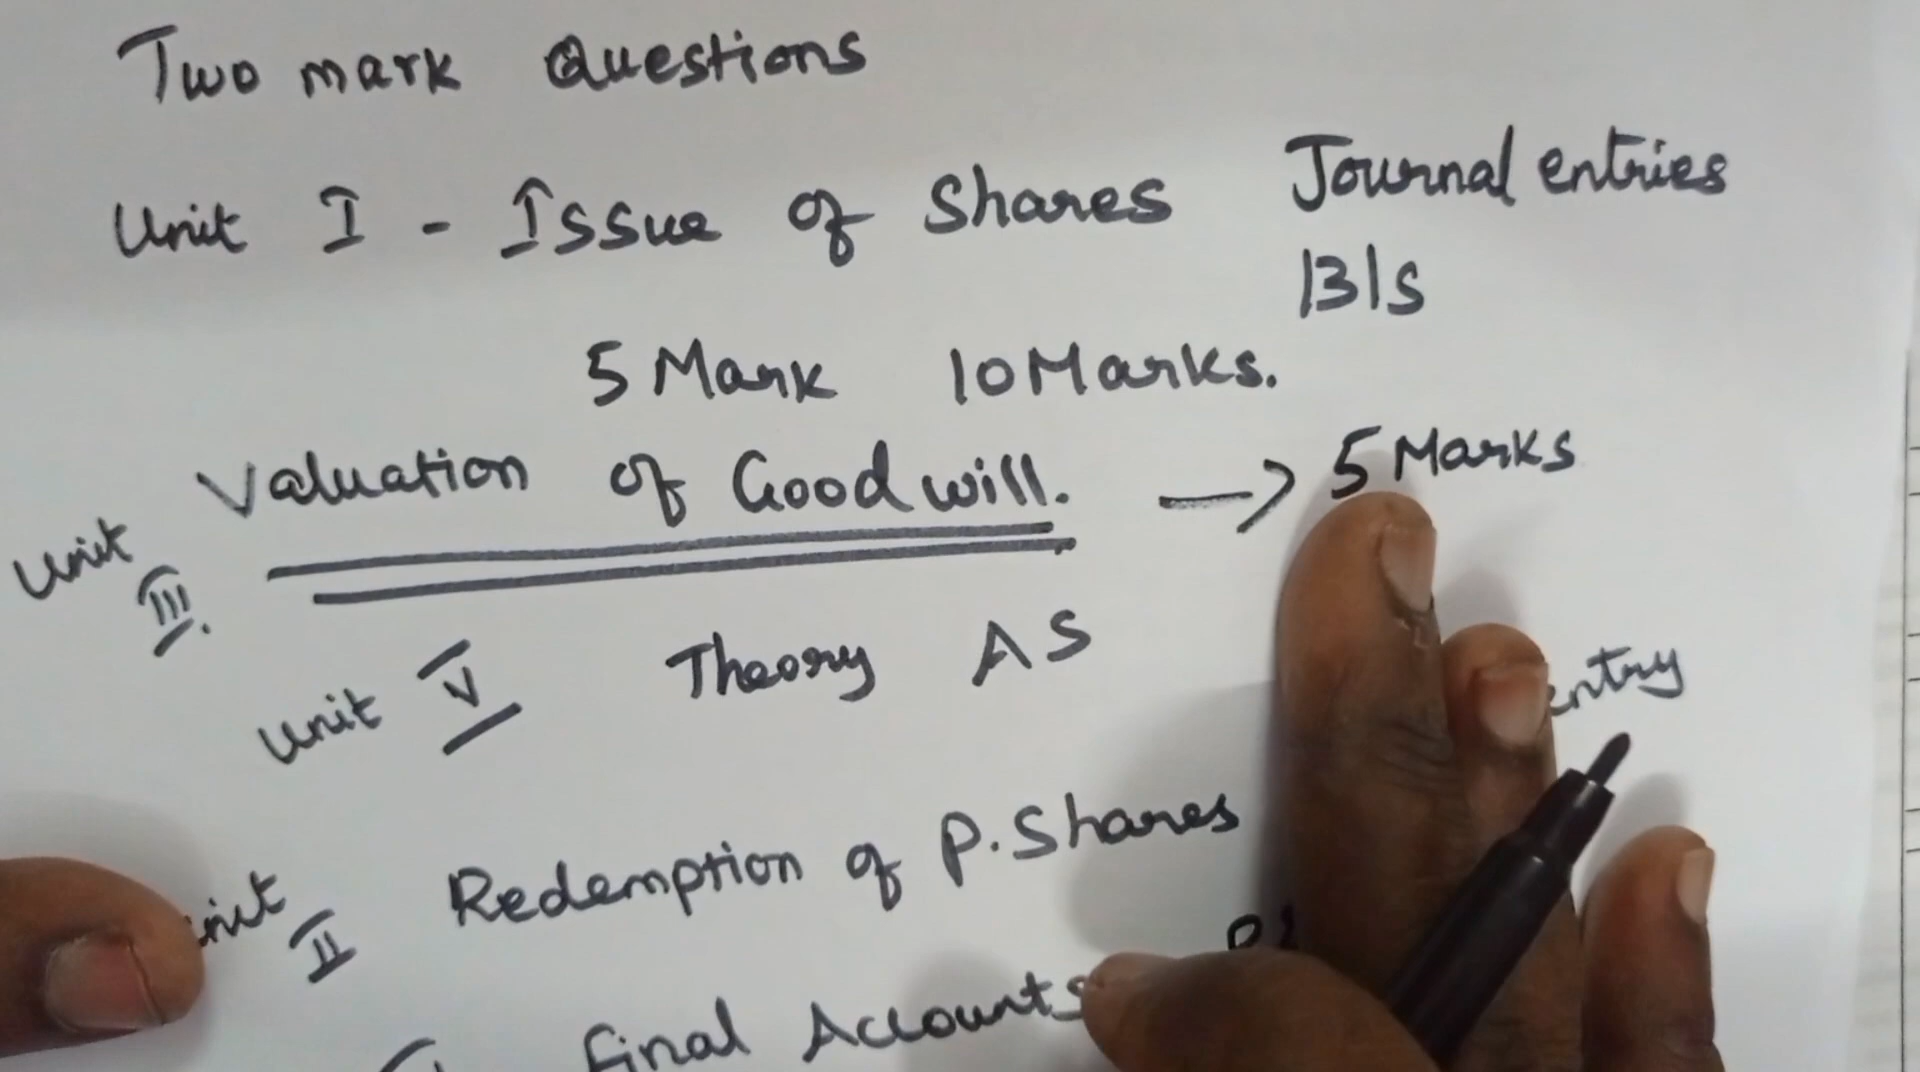 Two mark Questions
Unit I - Issue of Shares Journal entries
B/S
5 Mark 10 Marks.
Unit III. Valuation of Goodwill. → 5 Marks
Unit V Theory AS
entry
II Redemption of P. Shares
Final Accounts